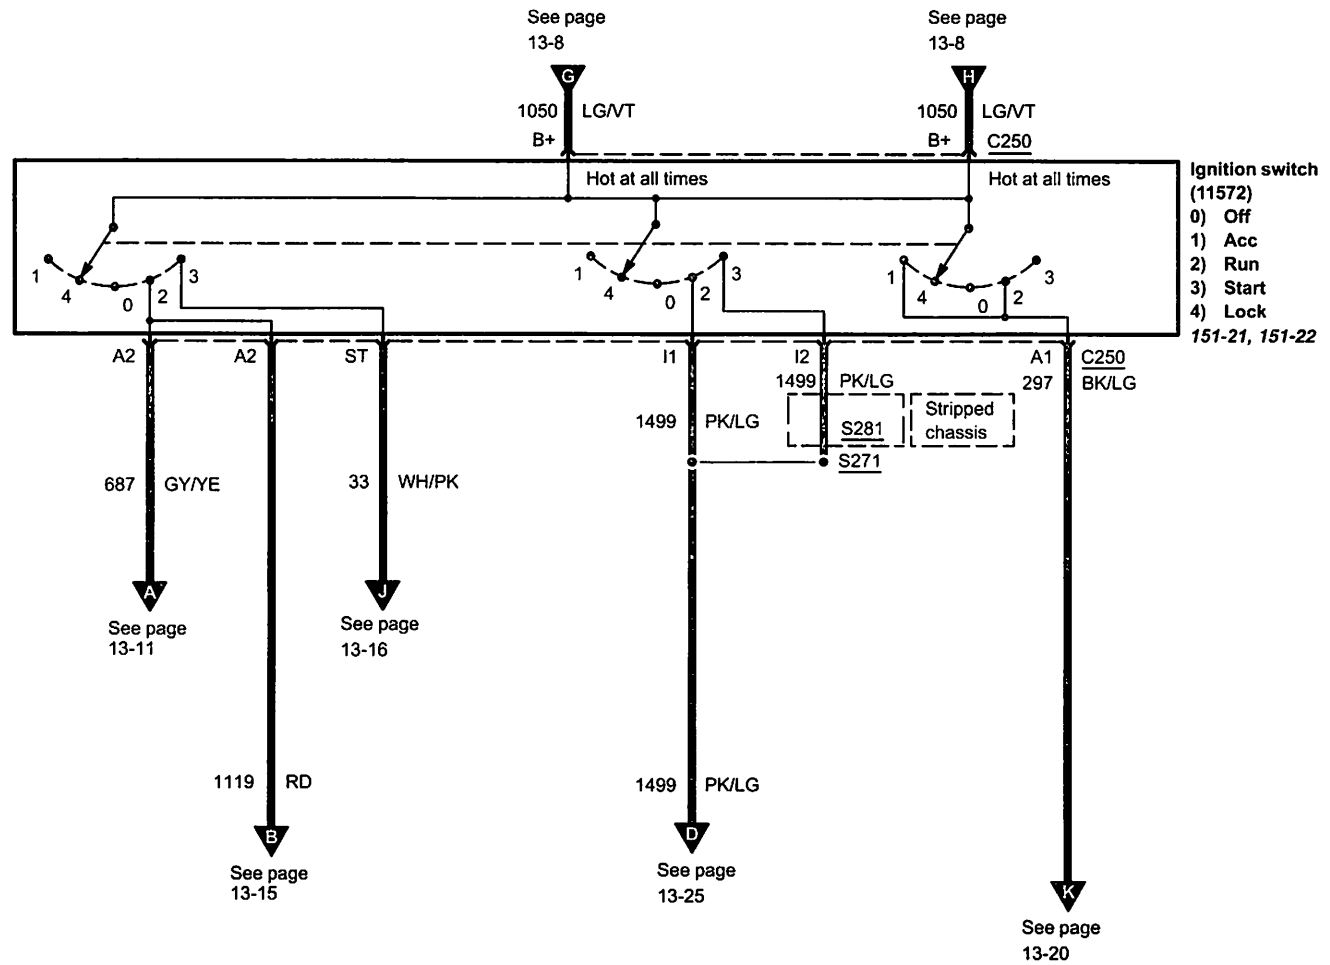 See page
13-8
G
1050 LG/VT
B+
See page
13-8
H
1050 LG/VT
B+ C250
Hot at all times
Hot at all times
Ignition switch
(11572)
0) Off
1) Acc
2) Run
3) Start
4) Lock
151-21, 151-22
1 4 0 2 3
1 4 0 2 3
1 4 0 2 3
A2 A2 ST I1 I2 A1 C250
1499 PK/LG
297 BK/LG
1499 PK/LG
S281
Stripped
chassis
S271
687 GY/YE
33 WH/PK
A
See page
13-11
J
See page
13-16
1119 RD
1499 PK/LG
B
See page
13-15
D
See page
13-25
K
See page
13-20